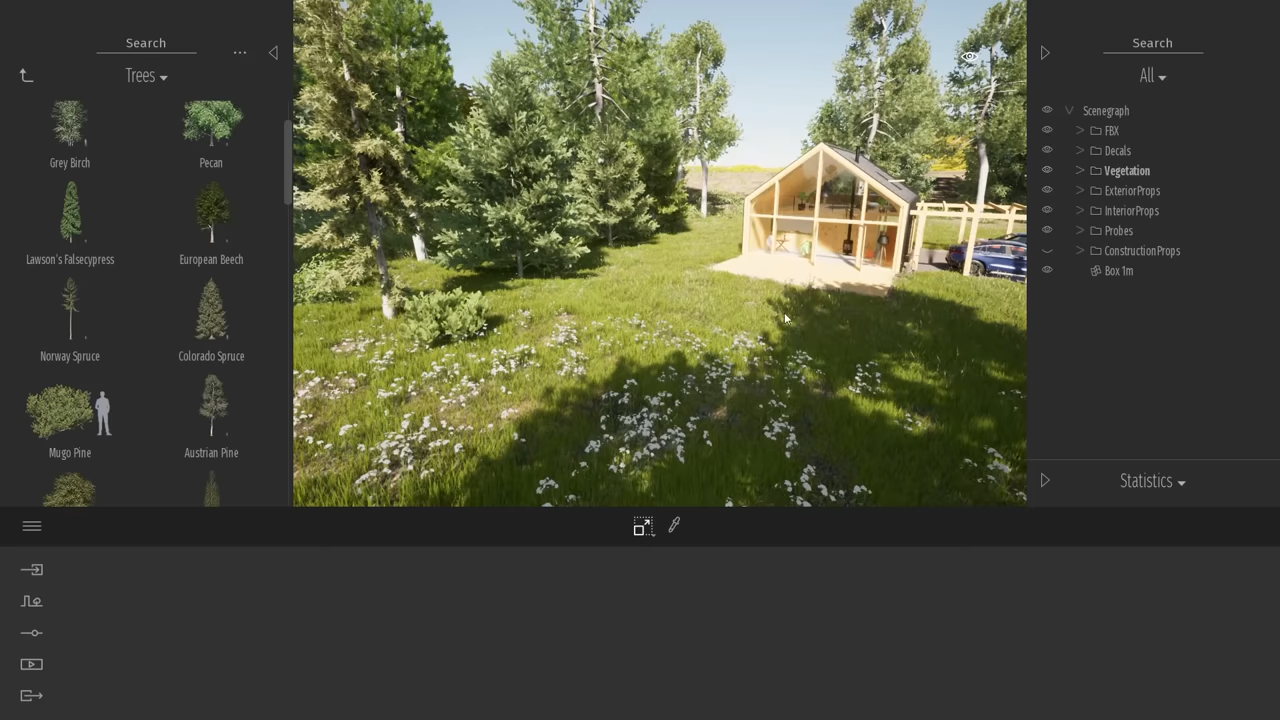 Search
...
Trees
Grey Birch
Pecan
Lawson's Falsecypress
European Beech
Norway Spruce
Colorado Spruce
Mugo Pine
Austrian Pine
Search
All
Scenegraph
FBX
Decals
Vegetation
ExteriorProps
InteriorProps
Probes
ConstructionProps
Box 1m
Statistics